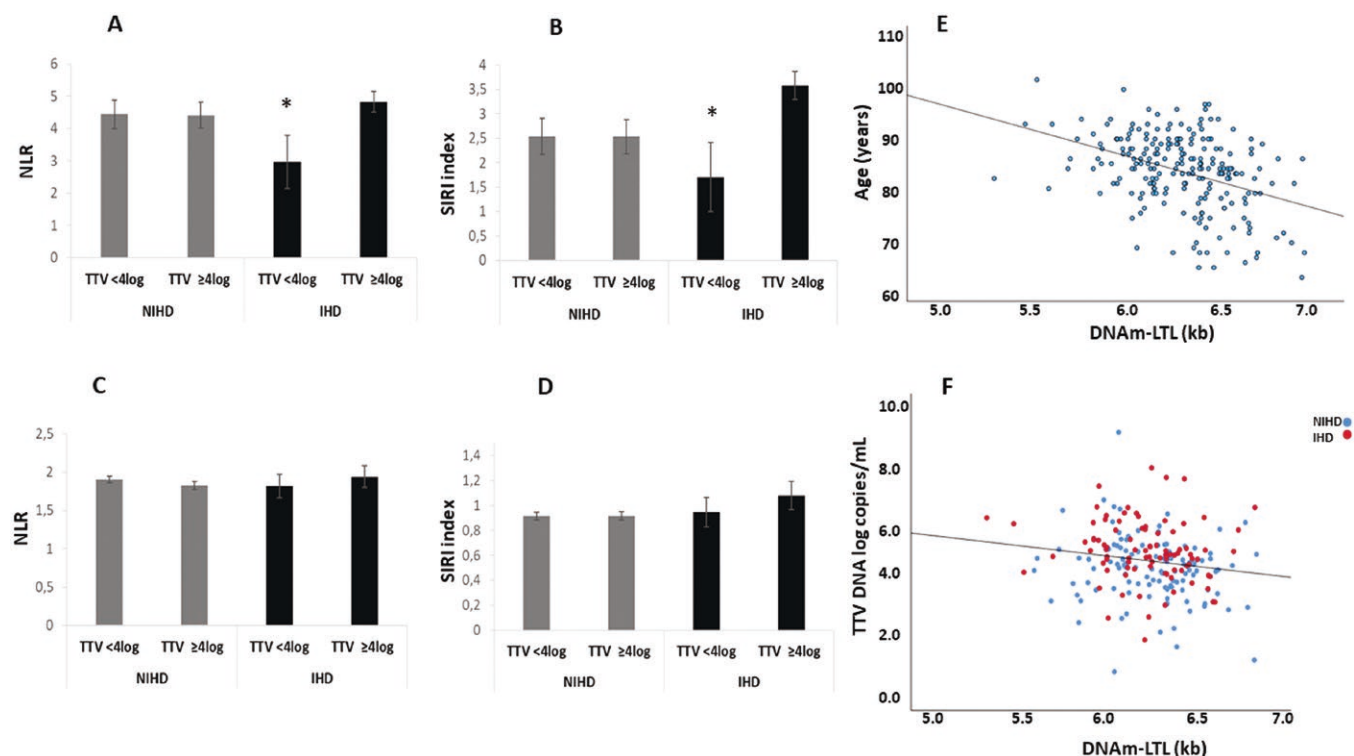 A
NLR
6
5
4
3
2
1
0
*
TTV <4log TTV ≥4log TTV <4log TTV ≥4log
NIHD IHD
B
SIRI index
4
3,5
3
2,5
2
1,5
1
0,5
0
*
TTV <4log TTV ≥4log TTV <4log TTV ≥4log
NIHD IHD
E
Age (years)
110
100
90
80
70
60
5.0 5.5 6.0 6.5 7.0
DNAm-LTL (kb)
C
NLR
2,5
2
1,5
1
0,5
0
TTV <4log TTV ≥4log TTV <4log TTV ≥4log
NIHD IHD
D
SIRI index
1,4
1,2
1
0,8
0,6
0,4
0,2
0
TTV <4log TTV ≥4log TTV <4log TTV ≥4log
NIHD IHD
F
TTV DNA log copies/mL
10.0
8.0
6.0
4.0
2.0
0.0
NIHD
IHD
5.0 5.5 6.0 6.5 7.0
DNAm-LTL (kb)